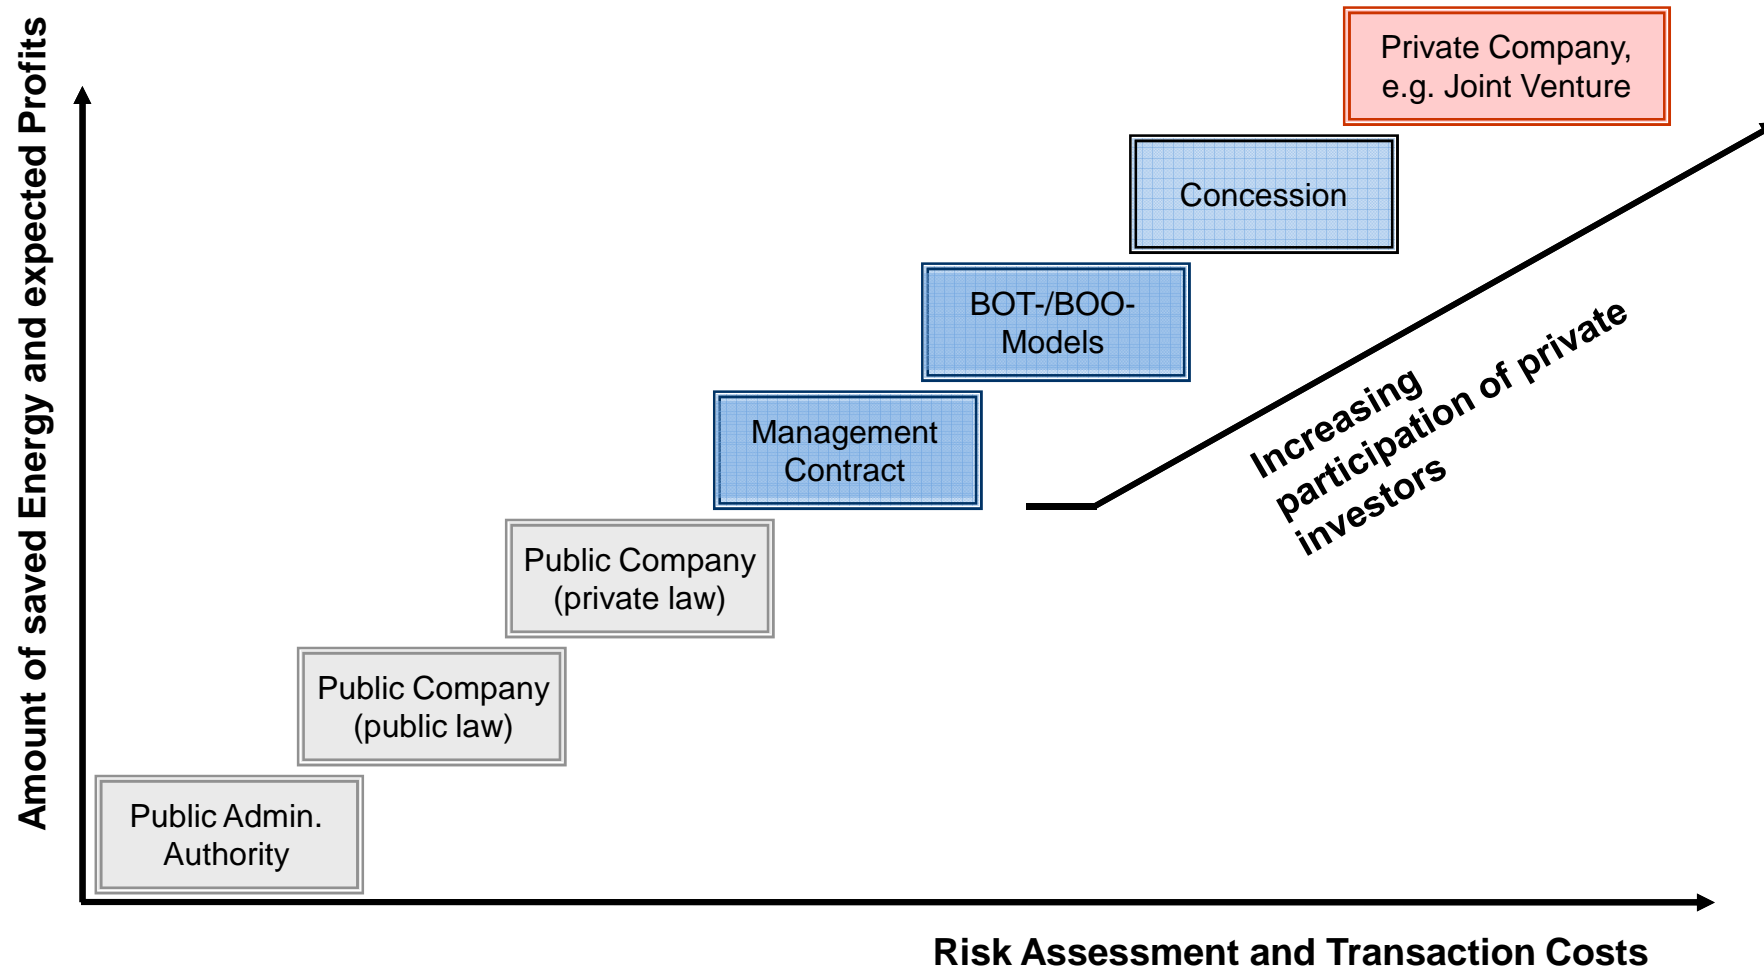 Amount of saved Energy and expected Profits
Private Company,
e.g. Joint Venture
Concession
BOT-/BOO-
Models
Management
Contract
Public Company
(private law)
Public Company
(public law)
Public Admin.
Authority
Increasing
participation of private
investors
Risk Assessment and Transaction Costs